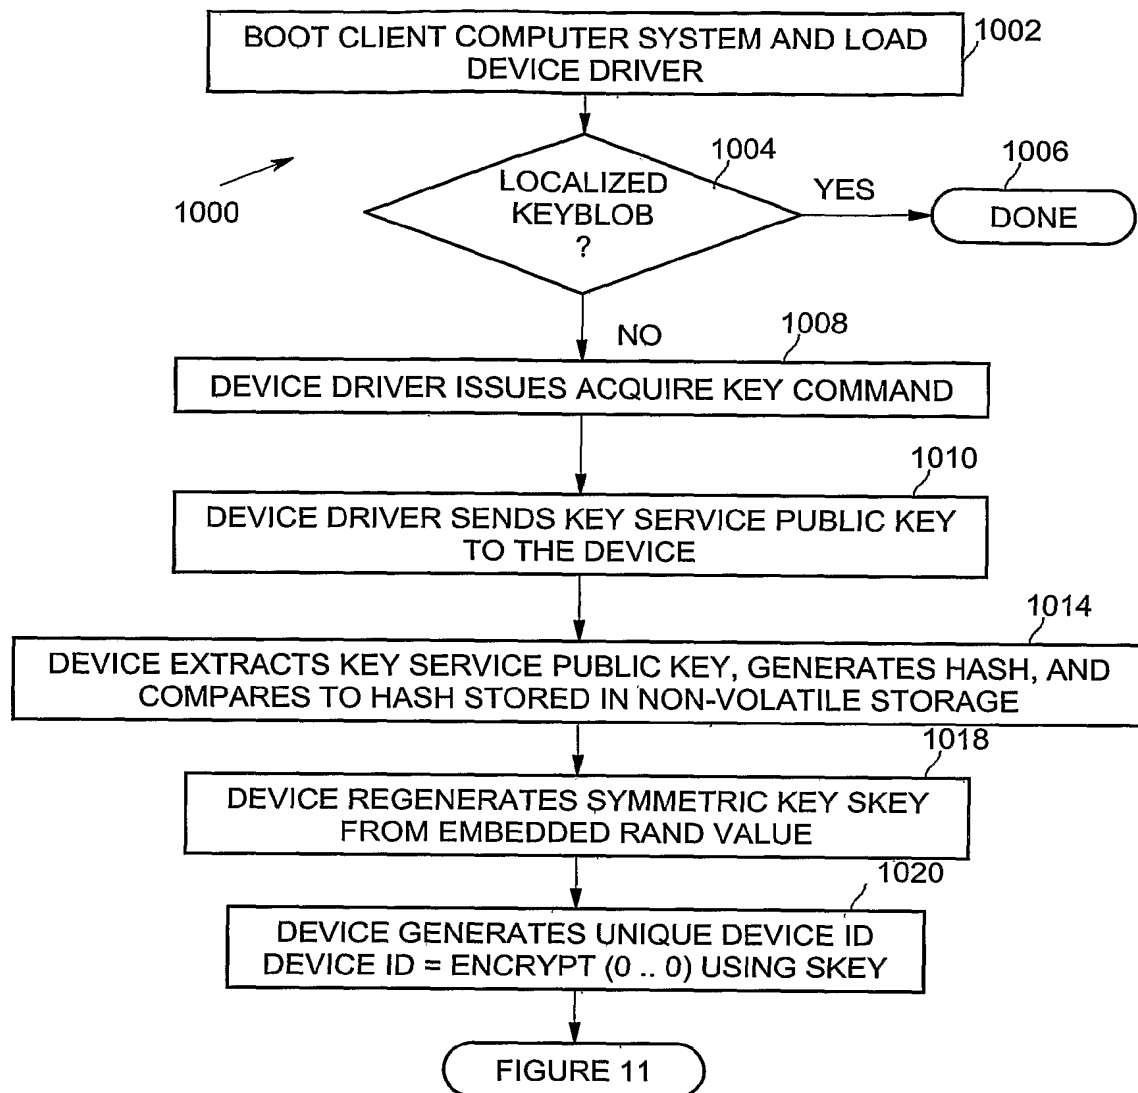 BOOT CLIENT COMPUTER SYSTEM AND LOAD
DEVICE DRIVER
1002
1004
LOCALIZED
KEYBLOB
?
YES
1006
DONE
1000
NO
1008
DEVICE DRIVER ISSUES ACQUIRE KEY COMMAND
1010
DEVICE DRIVER SENDS KEY SERVICE PUBLIC KEY
TO THE DEVICE
1014
DEVICE EXTRACTS KEY SERVICE PUBLIC KEY, GENERATES HASH, AND
COMPARES TO HASH STORED IN NON-VOLATILE STORAGE
1018
DEVICE REGENERATES SYMMETRIC KEY SKEY
FROM EMBEDDED RAND VALUE
1020
DEVICE GENERATES UNIQUE DEVICE ID
DEVICE ID = ENCRYPT (0 .. 0) USING SKEY
FIGURE 11